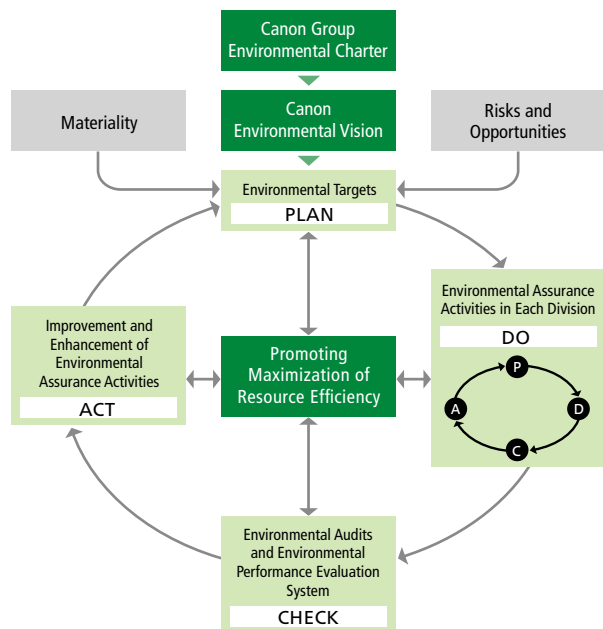 Canon Group
Environmental Charter
Materiality
Canon
Environmental Vision
Risks and
Opportunities
Environmental Targets
PLAN
Environmental Assurance
Activities in Each Division
DO
P
D
C
A
Improvement and
Enhancement of
Environmental
Assurance Activities
ACT
Promoting
Maximization of
Resource Efficiency
Environmental Audits
and Environmental
Performance Evaluation
System
CHECK